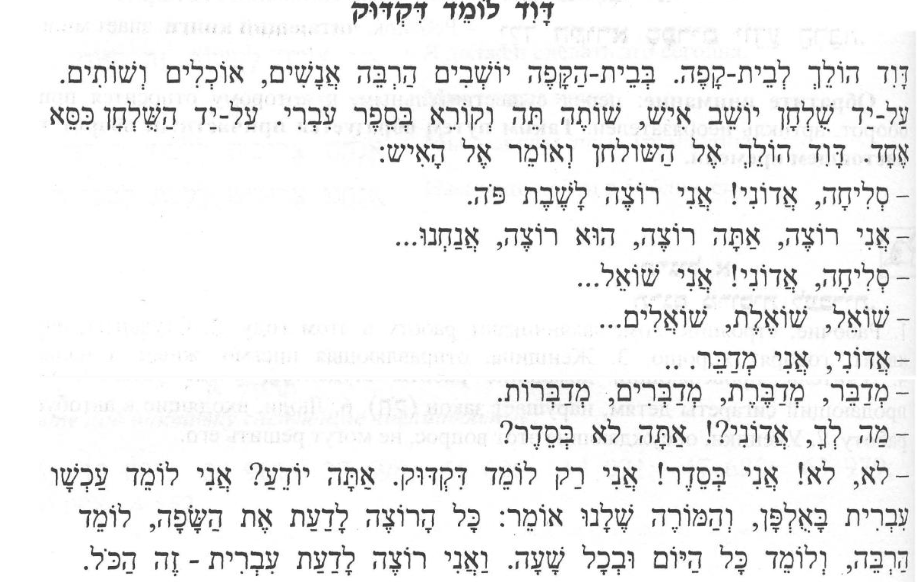 דָּוִד לוֹמֵד דִּקְדּוּק
דָּוִד הוֹלֵךְ לְבֵית-קָפֶה. בְּבֵית-הַקָּפֶה יוֹשְׁבִים הַרְבֵּה אֲנָשִׁים, אוֹכְלִים וְשׁוֹתִים.
עַל-יַד שֻׁלְחָן יוֹשֵׁב אִישׁ, שׁוֹתֶה תֵּה וְקוֹרֵא בְּסֵפֶר עִבְרִי. עַל-יַד הַשֻּׁלְחָן כִּסֵּא
אֶחָד. דָּוִד הוֹלֵךְ אֶל הַשּׁוּלחָן וְאוֹמֵר אֶל הָאִישׁ:
– סְלִיחָה, אֲדוֹנִי! אֲנִי רוֹצֶה לָשֶׁבֶת פֹּה.
– אֲנִי רוֹצֶה, אַתָּה רוֹצֶה, הוּא רוֹצֶה, אֲנַחְנוּ...
– סְלִיחָה, אֲדוֹנִי! אֲנִי שׁוֹאֵל...
– שׁוֹאֵל, שׁוֹאֶלֶת, שׁוֹאֲלִים...
– אֲדוֹנִי, אֲנִי מְדַבֵּר...
– מְדַבֵּר, מְדַבֶּרֶת, מְדַבְּרִים, מְדַבְּרוֹת.
– מַה לְךָ, אֲדוֹנִי?! אַתָּה לֹא בְּסֵדֶר?
– לֹא, לֹא! אֲנִי בְּסֵדֶר! אֲנִי רַק לוֹמֵד דִּקְדּוּק. אַתָּה יוֹדֵעַ? אֲנִי לוֹמֵד עַכְשָׁו
עִבְרִית בָּאֻלְפָּן, וְהַמּוֹרֶה שֶׁלָּנוּ אוֹמֵר: כָּל הָרוֹצֶה לָדַעַת אֶת הַשָּׂפָה, לוֹמֵד
הַרְבֵּה, וְלוֹמֵד כָּל הַיּוֹם וּבְכָל שָׁעָה. וַאֲנִי רוֹצֶה לָדַעַת עִבְרִית - זֶה הַכֹּל.